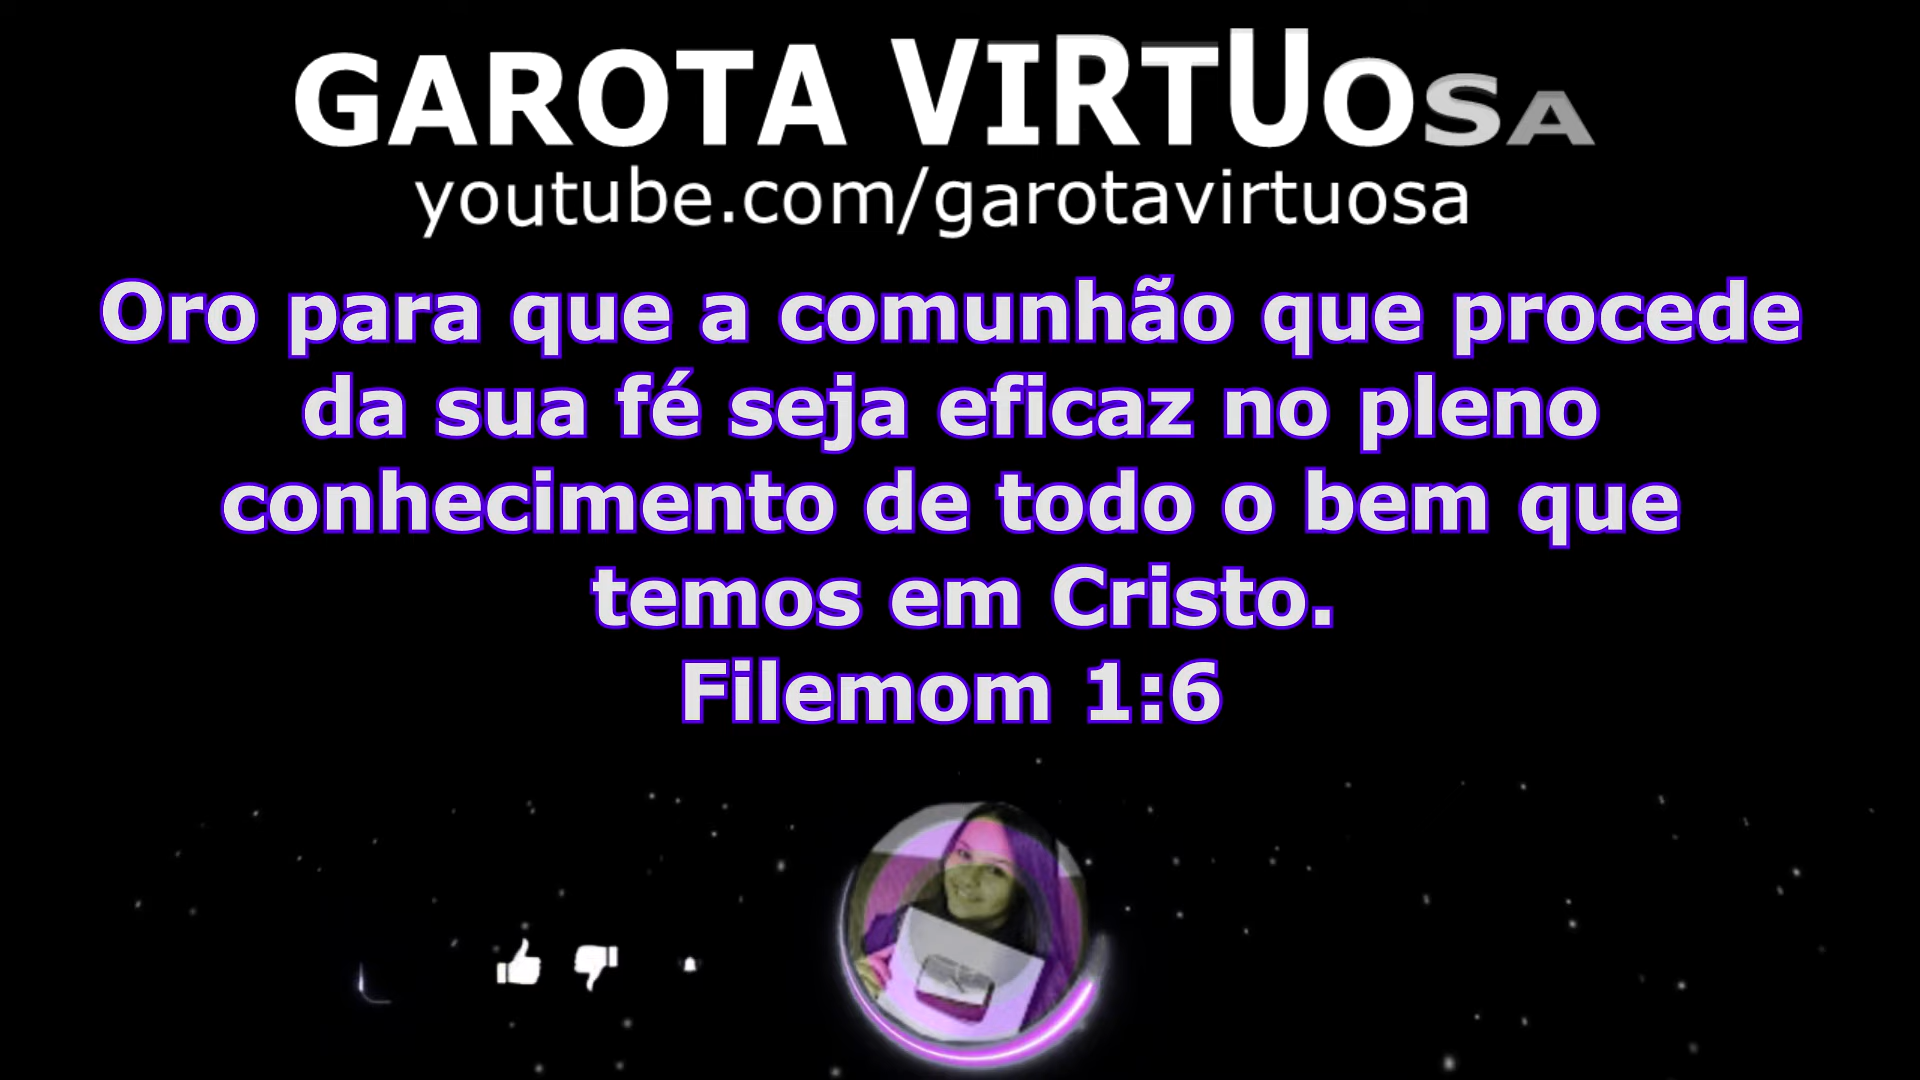 GAROTA VIRTUOSA
youtube.com/garotavirtuosa
Oro para que a comunhão que procede
da sua fé seja eficaz no pleno
conhecimento de todo o bem que
temos em Cristo.
Filemom 1:6